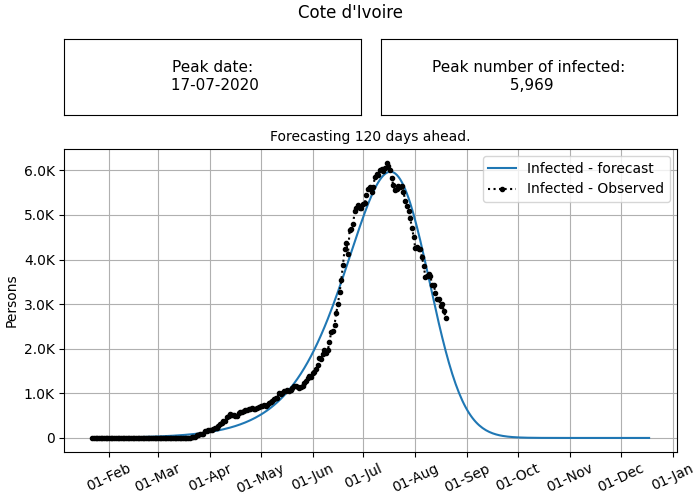 Cote d'Ivoire
Peak date:
17-07-2020
Peak number of infected:
5,969
Forecasting 120 days ahead.
Infected - forecast
Infected - Observed
Persons
6.0K
5.0K
4.0K
3.0K
2.0K
1.0K
0
01-Feb
01-Mar
01-Apr
01-May
01-Jun
01-Jul
01-Aug
01-Sep
01-Oct
01-Nov
01-Dec
01-Jan